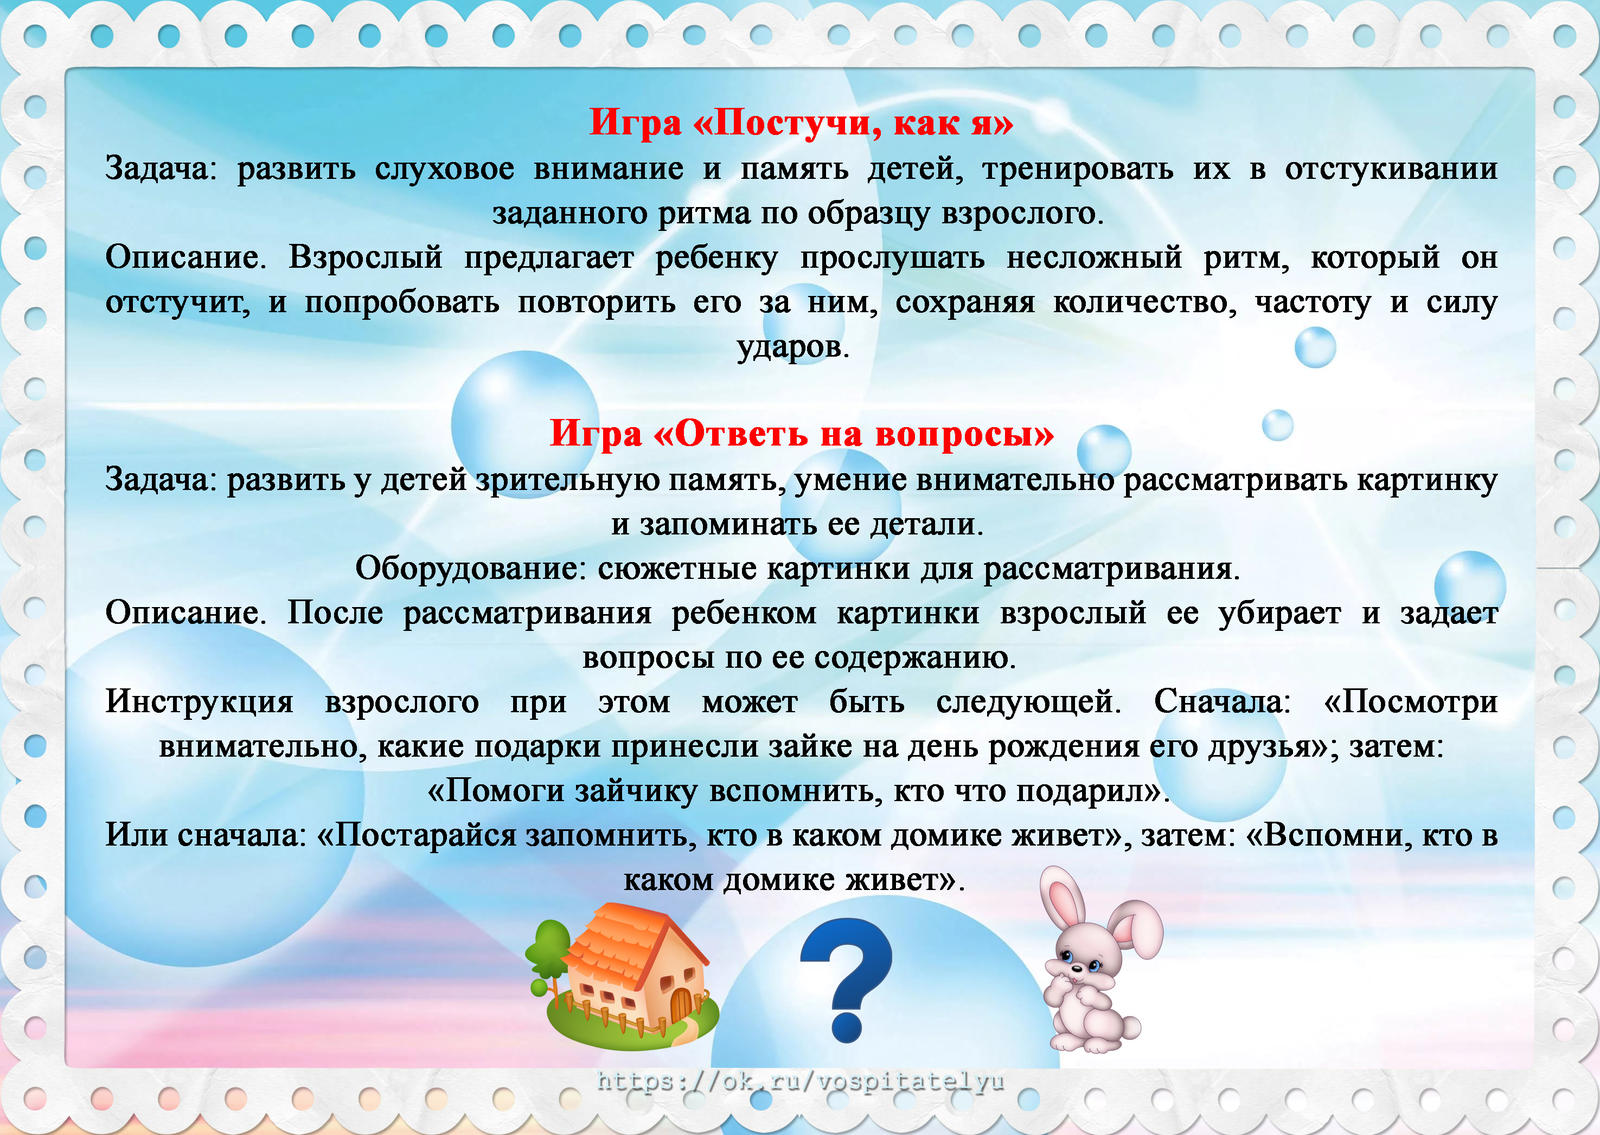 Игра «Постучи, как я»
Задача: развить слуховое внимание и память детей, тренировать их в отстукивании
заданного ритма по образцу взрослого.
Описание. Взрослый предлагает ребенку прослушать несложный ритм, который он
отстучит, и попробовать повторить его за ним, сохраняя количество, частоту и силу
ударов.
Игра «Ответь на вопросы»
Задача: развить у детей зрительную память, умение внимательно рассматривать картинку
и запоминать ее детали.
Оборудование: сюжетные картинки для рассматривания.
Описание. После рассматривания ребенком картинки взрослый ее убирает и задает
вопросы по ее содержанию.
Инструкция взрослого при этом может быть следующей. Сначала: «Посмотри
внимательно, какие подарки принесли зайке на день рождения его друзья»; затем:
«Помоги зайчику вспомнить, кто что подарил».
Или сначала: «Постарайся запомнить, кто в каком домике живет», затем: «Вспомни, кто в
каком домике живет».
?
https://ok.ru/vospitatelyu